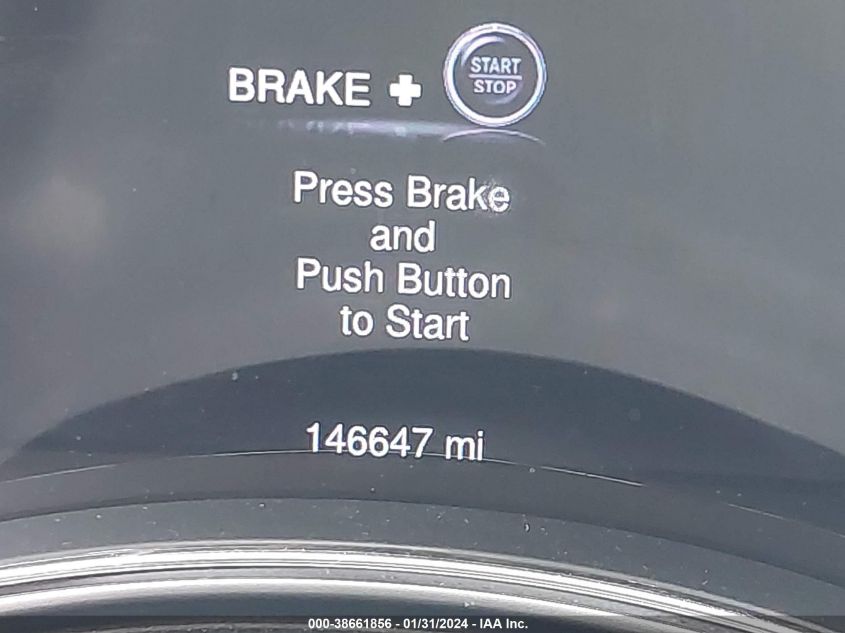 BRAKE + START
STOP
Press Brake
and
Push Button
to Start
146647 mi
000-38661856 - 01/31/2024 - IAA Inc.